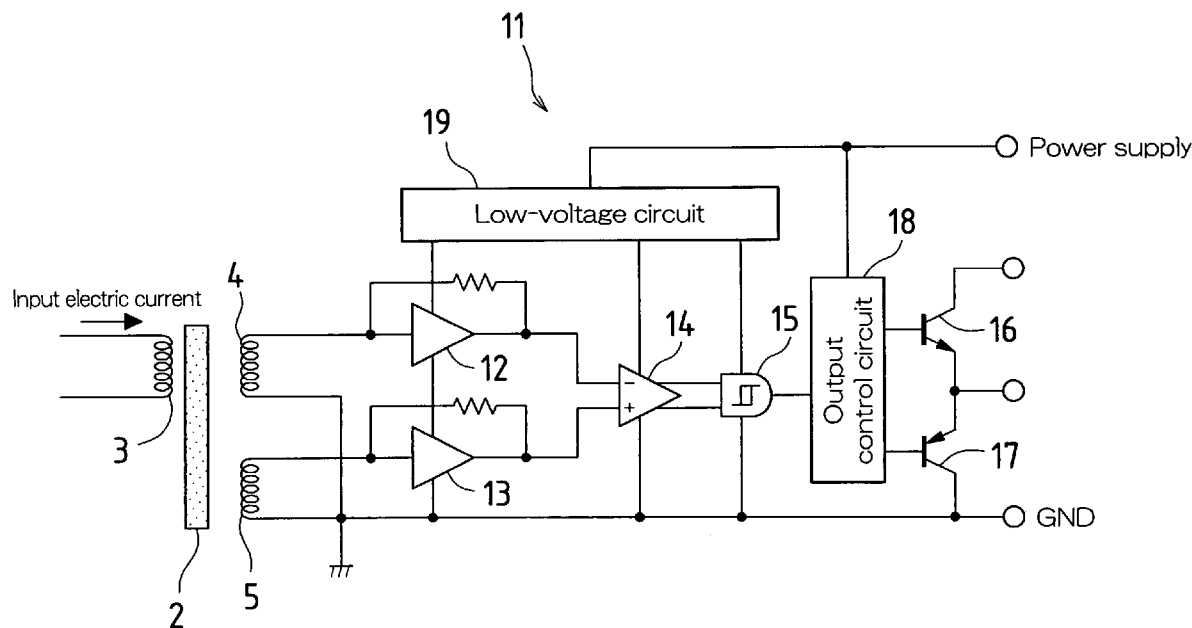 11
19
Power supply
Low-voltage circuit
18
4
Input electric current
14
15
16
12
Output
control circuit
−
+
3
17
13
GND
5
2